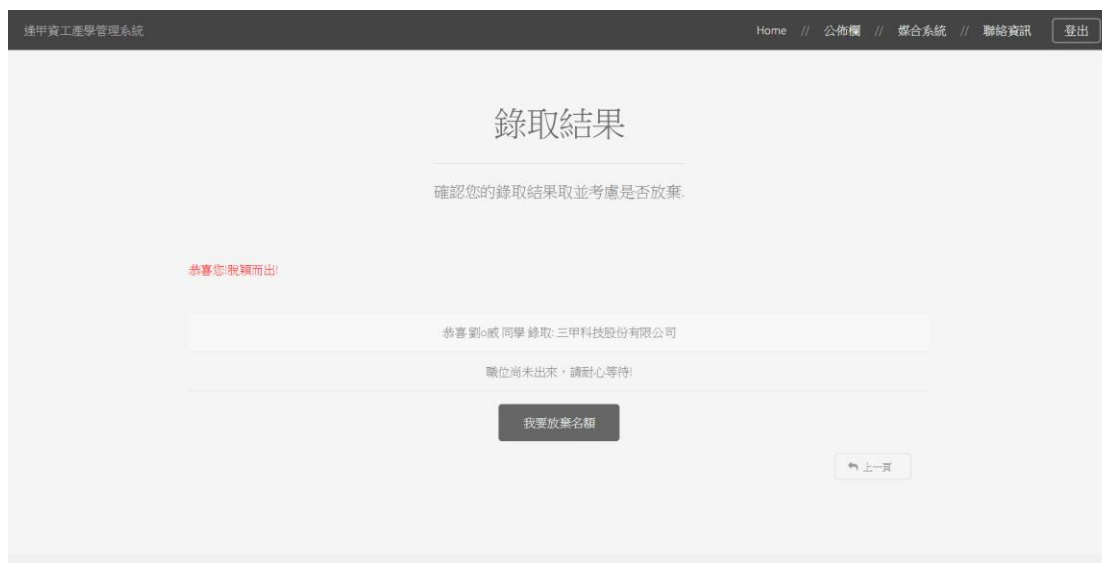 逢甲資工產學管理系統 Home // 公佈欄 // 媒合系統 // 聯絡資訊 登出
錄取結果
確認您的錄取結果取並考慮是否放棄.
恭喜您!脫穎而出!
恭喜 劉o威 同學 錄取: 三甲科技股份有限公司
職位尚未出來，請耐心等待!
我要放棄名額
上一頁